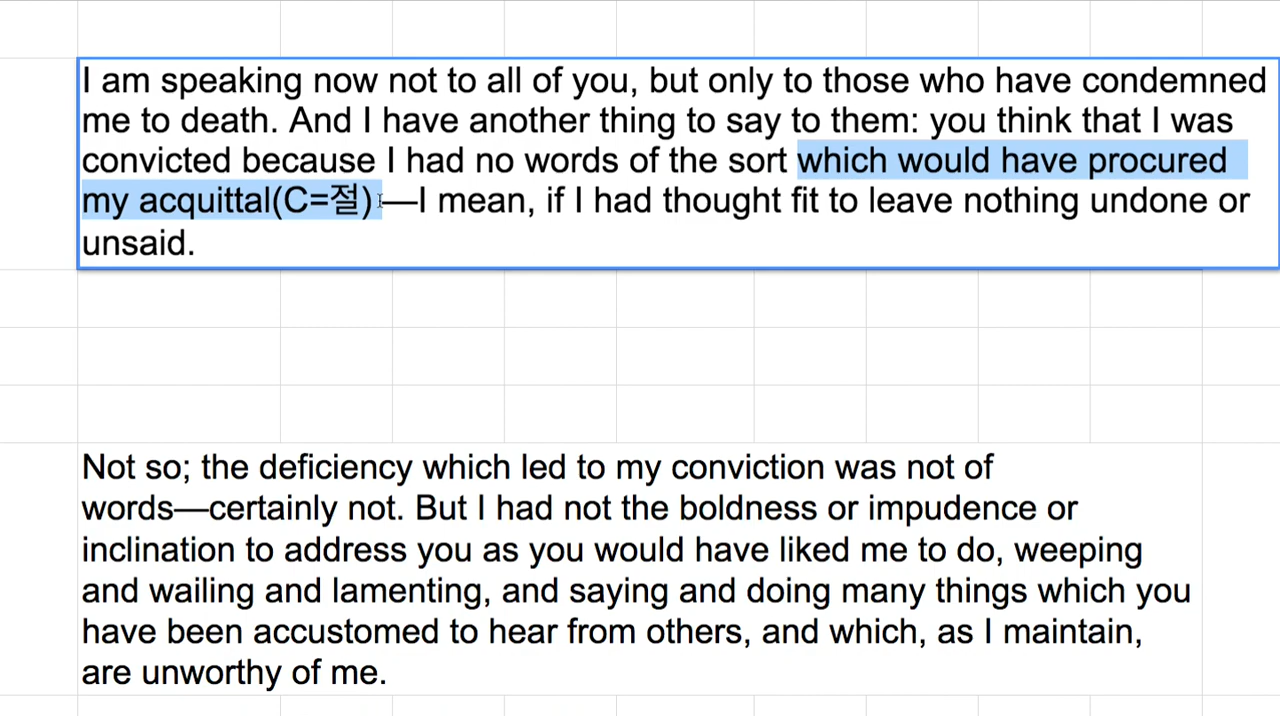 I am speaking now not to all of you, but only to those who have condemned
me to death. And I have another thing to say to them: you think that I was
convicted because I had no words of the sort which would have procured
my acquittal(C=절) —I mean, if I had thought fit to leave nothing undone or
unsaid.
Not so; the deficiency which led to my conviction was not of
words—certainly not. But I had not the boldness or impudence or
inclination to address you as you would have liked me to do, weeping
and wailing and lamenting, and saying and doing many things which you
have been accustomed to hear from others, and which, as I maintain,
are unworthy of me.